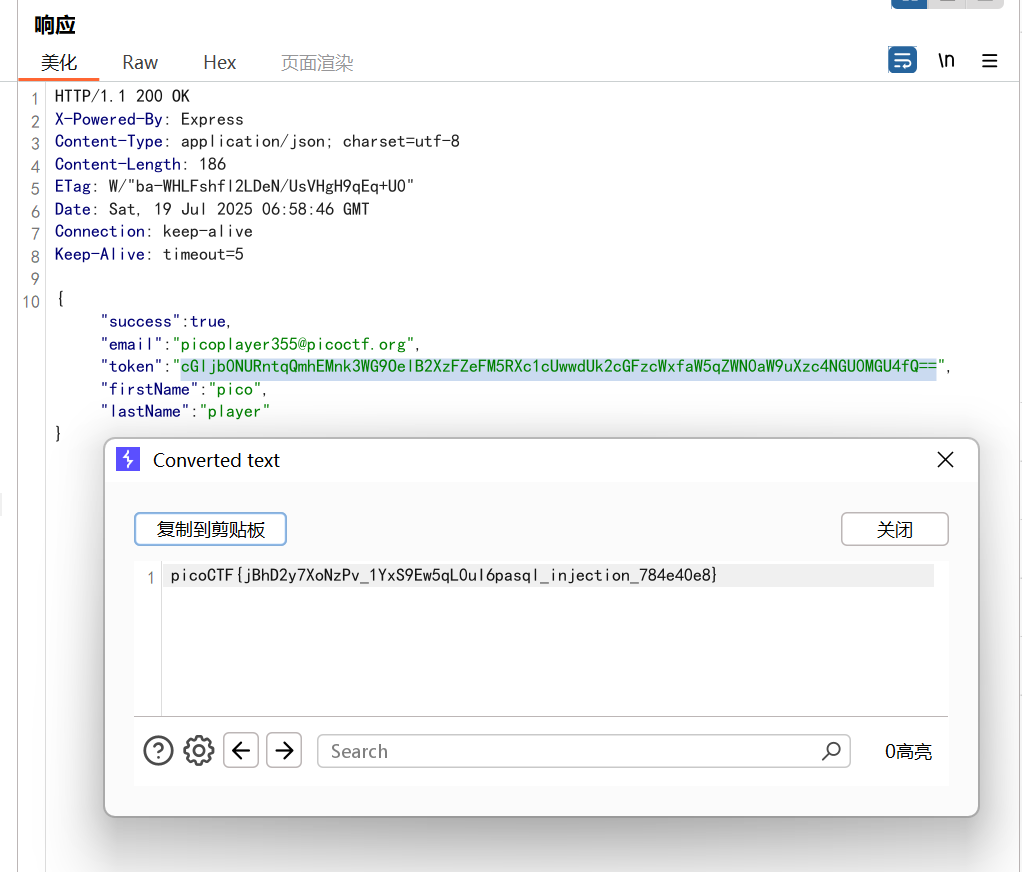 响应
美化 Raw Hex 页面渲染 \n
1 HTTP/1.1 200 OK
2 X-Powered-By: Express
3 Content-Type: application/json; charset=utf-8
4 Content-Length: 186
5 ETag: W/"ba-WHLFshfl2LDeN/UsVHgH9qEq+U0"
6 Date: Sat, 19 Jul 2025 06:58:46 GMT
7 Connection: keep-alive
8 Keep-Alive: timeout=5
9
10 {
"success":true,
"email":"picoplayer355@picoctf.org",
"token":"cGljb0NURntqQmhEMnk3WG9OelB2XzFZeFM5RXc1cUwwdUk2cGFzcWxfaW5qZWN0aW9uXzc4NGU0MGU4fQ==",
"firstName":"pico",
"lastName":"player"
}
Converted text
复制到剪贴板 关闭
1 picoCTF{jBhD2y7XoNzPv_1YxS9Ew5qL0uI6pasql_injection_784e40e8}
Search 0高亮